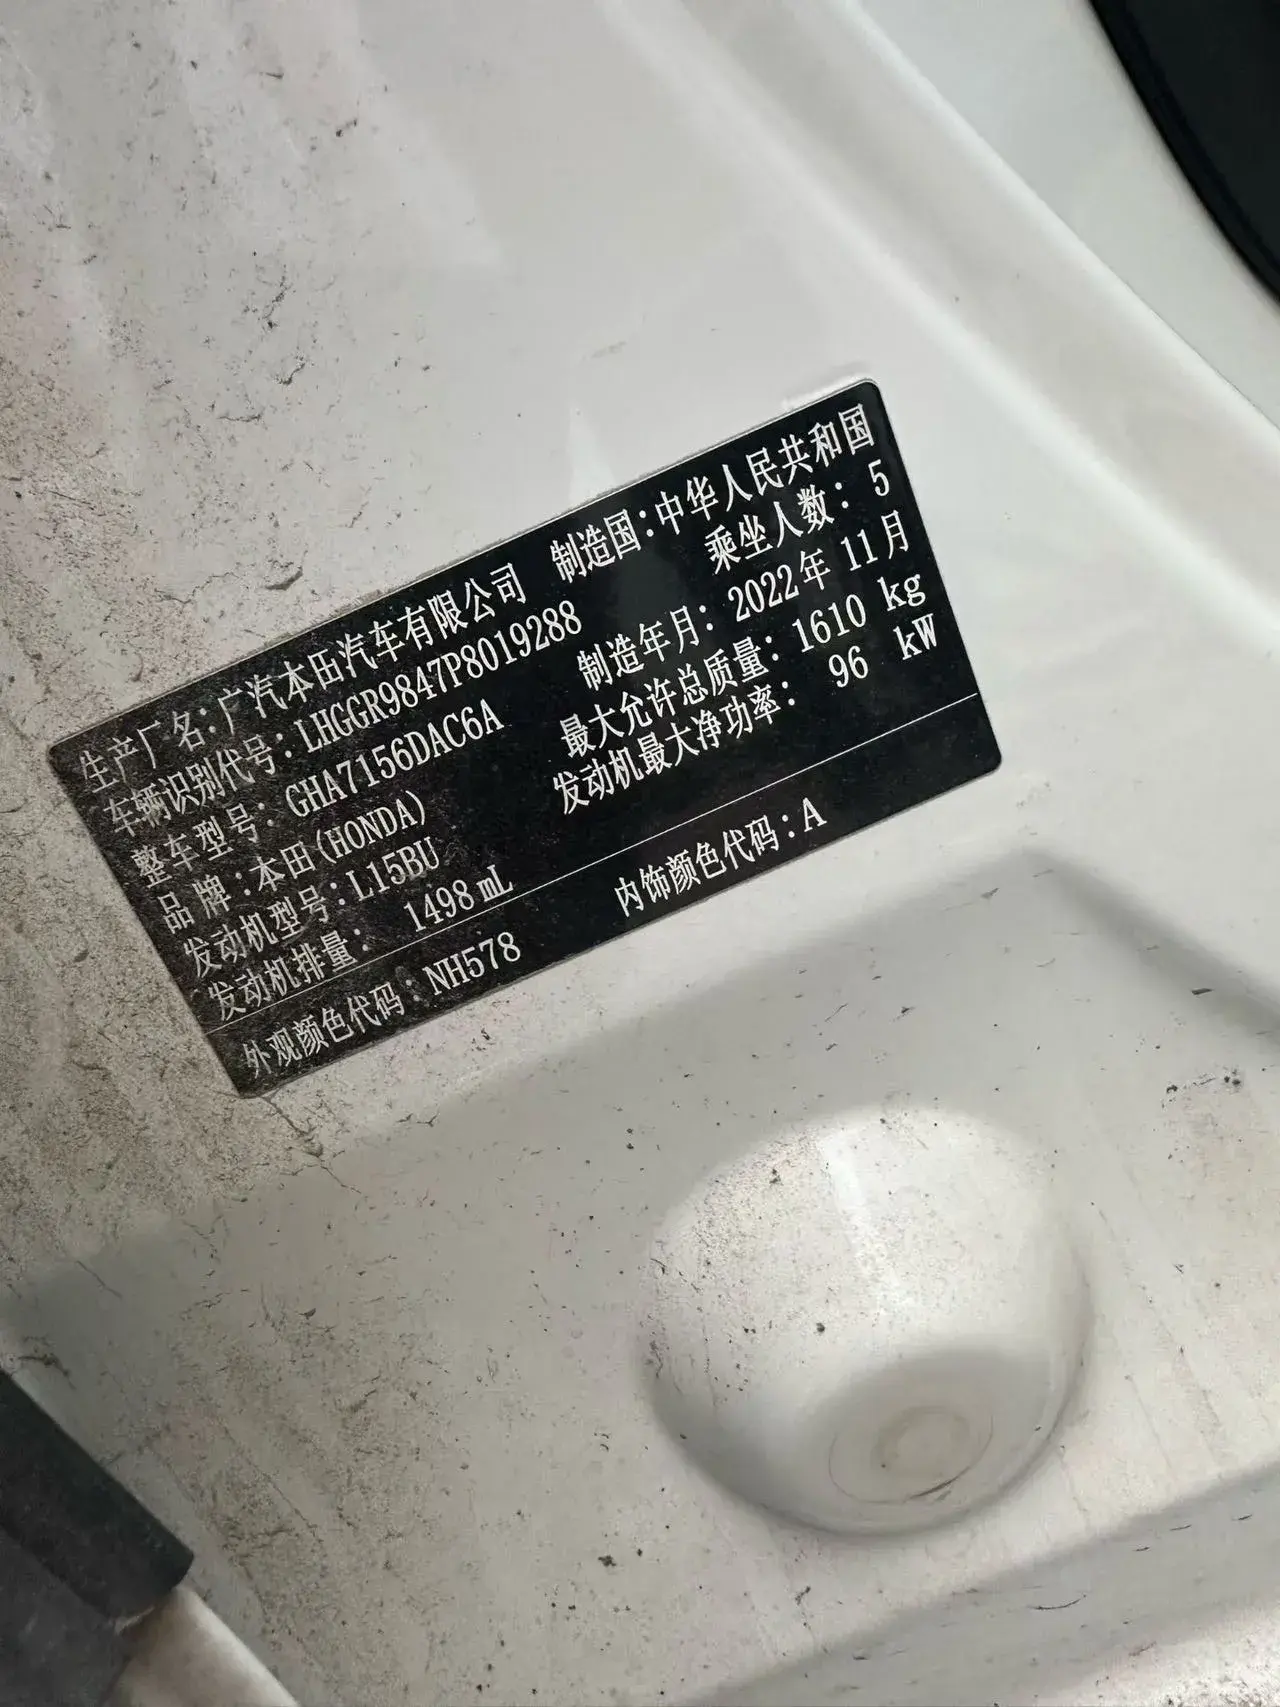 生产厂名：广汽本田汽车有限公司 制造国：中华人民共和国
车辆识别代号：LHGGR9847P8019288 乘坐人数：5
整车型号：GHA7156DAC6A 制造年月：2022年11月
品牌：本田(HONDA) 最大允许总质量：1610 kg
发动机型号：L15BU 发动机最大净功率：96 kW
发动机排量：1498 mL
外观颜色代码：NH578 内饰颜色代码：A